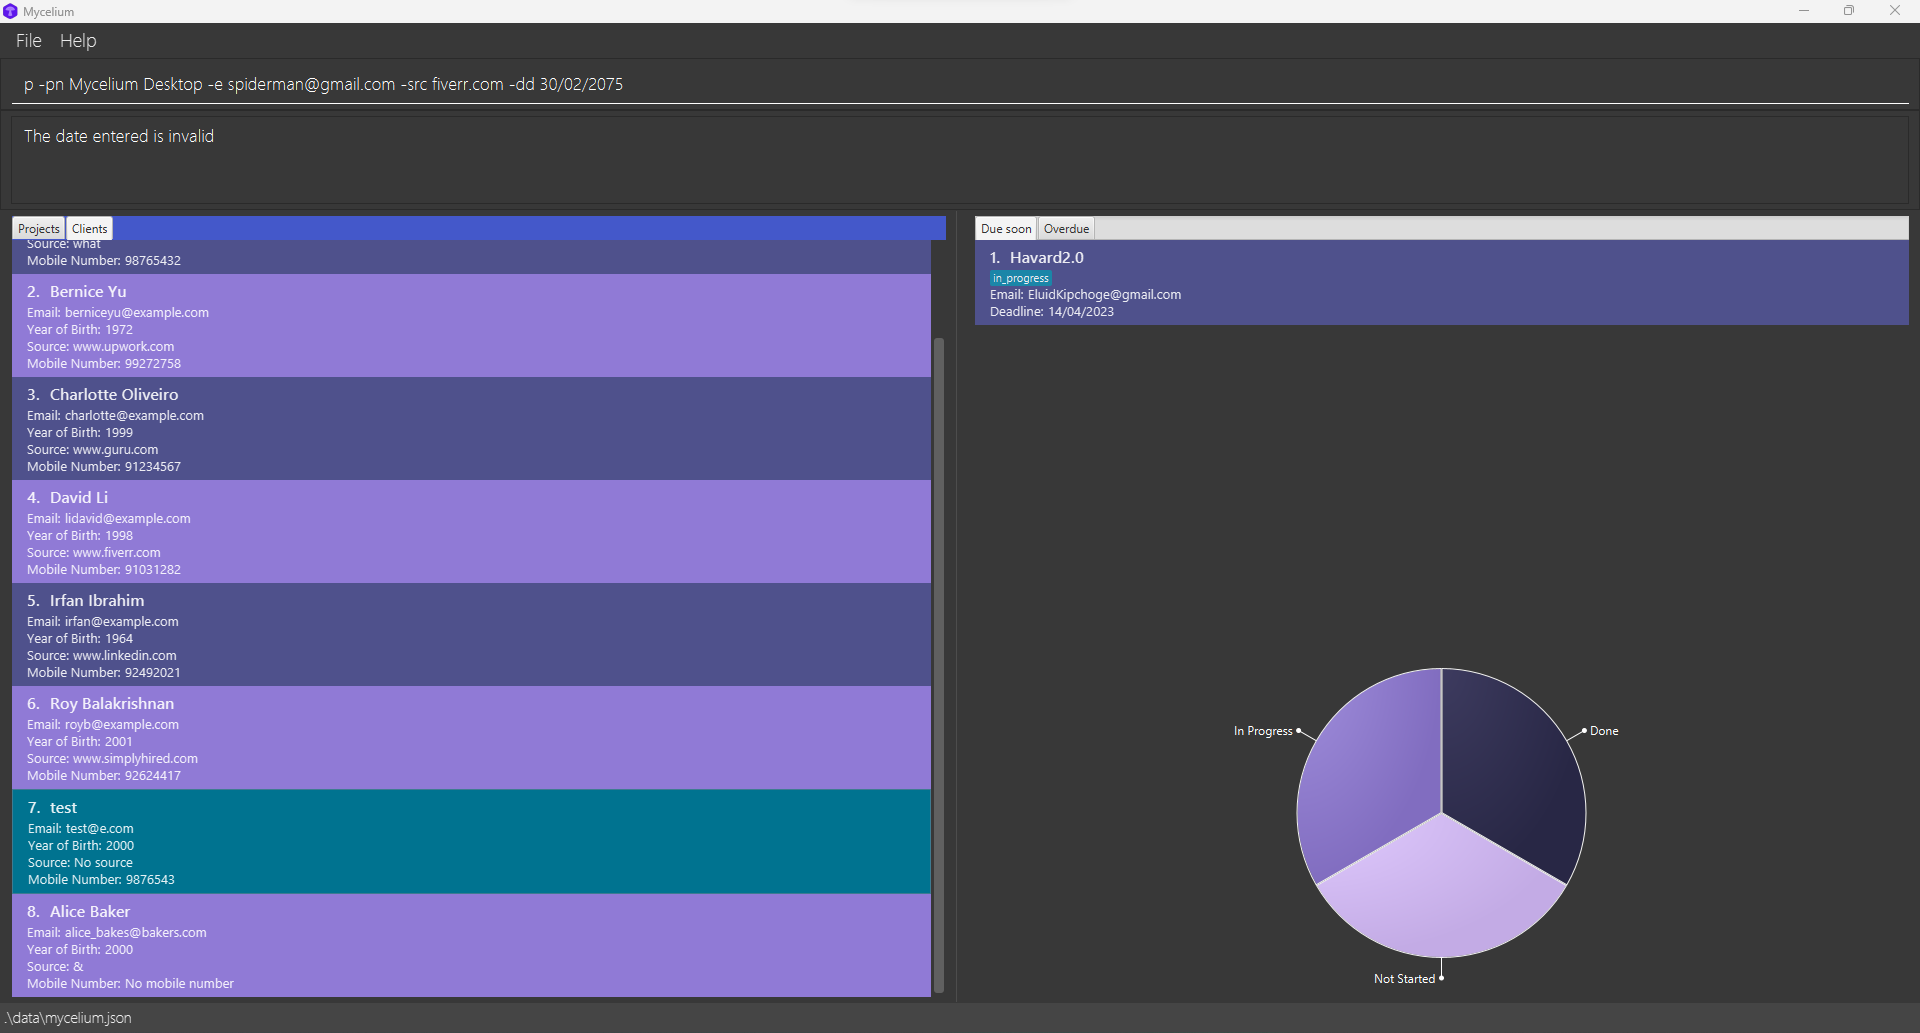 Mycelium
File Help
p -pn Mycelium Desktop -e spiderman@gmail.com -src fiverr.com -dd 30/02/2075
The date entered is invalid
Projects Clients
Source: what
Mobile Number: 98765432
2. Bernice Yu
Email: berniceyu@example.com
Year of Birth: 1972
Source: www.upwork.com
Mobile Number: 99272758
3. Charlotte Oliveiro
Email: charlotte@example.com
Year of Birth: 1999
Source: www.guru.com
Mobile Number: 91234567
4. David Li
Email: lidavid@example.com
Year of Birth: 1998
Source: www.fiverr.com
Mobile Number: 91031282
5. Irfan Ibrahim
Email: irfan@example.com
Year of Birth: 1964
Source: www.linkedin.com
Mobile Number: 92492021
6. Roy Balakrishnan
Email: royb@example.com
Year of Birth: 2001
Source: www.simplyhired.com
Mobile Number: 92624417
7. test
Email: test@e.com
Year of Birth: 2000
Source: No source
Mobile Number: 9876543
8. Alice Baker
Email: alice_bakes@bakers.com
Year of Birth: 2000
Source: &
Mobile Number: No mobile number
Due soon Overdue
1. Havard2.0
in_progress
Email: EluidKipchoge@gmail.com
Deadline: 14/04/2023
In Progress
Done
Not Started
.\data\mycelium.json